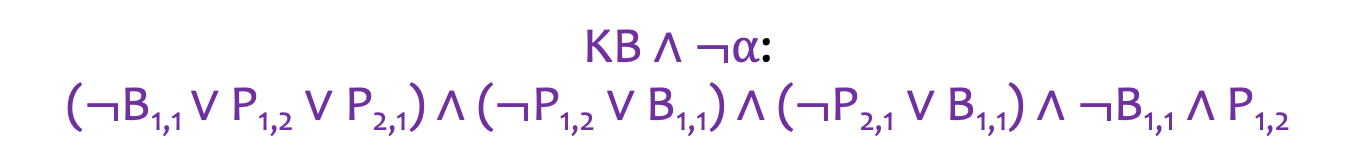 KB ∧ ¬α:
(¬B₁,₁ ∨ P₁,₂ ∨ P₂,₁) ∧ (¬P₁,₂ ∨ B₁,₁) ∧ (¬P₂,₁ ∨ B₁,₁) ∧ ¬B₁,₁ ∧ P₁,₂